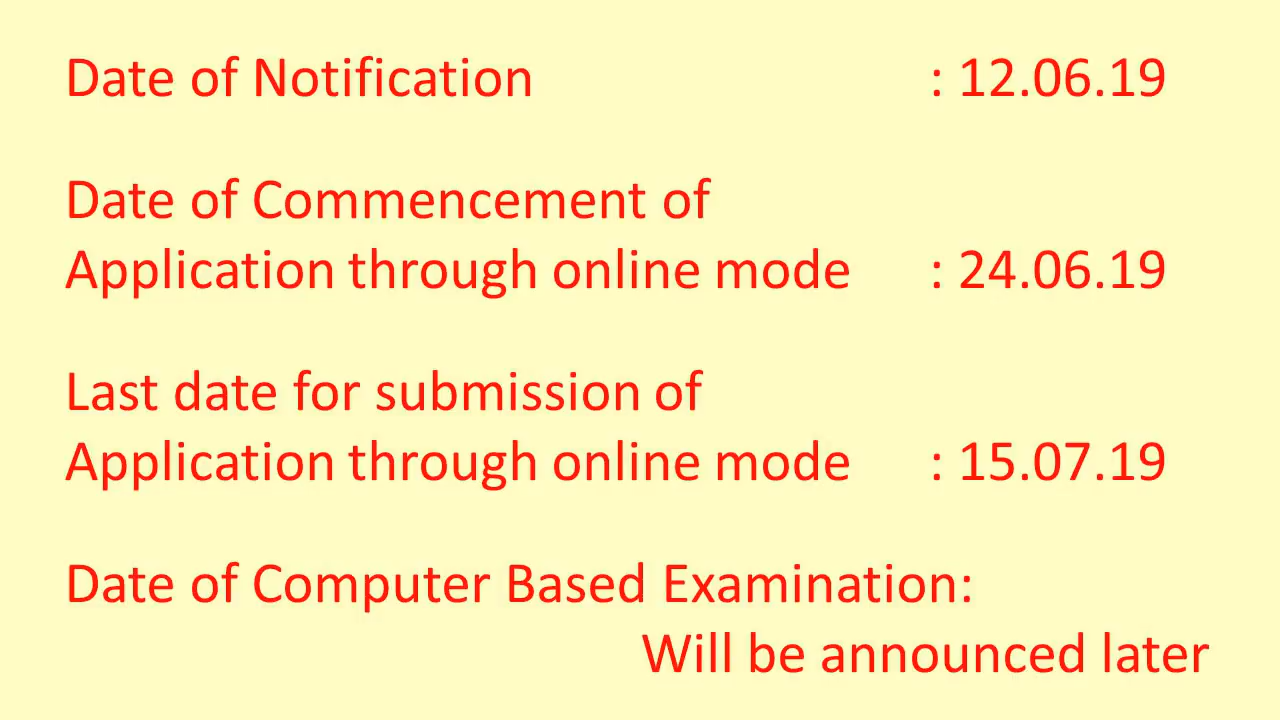 Date of Notification : 12.06.19
Date of Commencement of
Application through online mode : 24.06.19
Last date for submission of
Application through online mode : 15.07.19
Date of Computer Based Examination:
Will be announced later